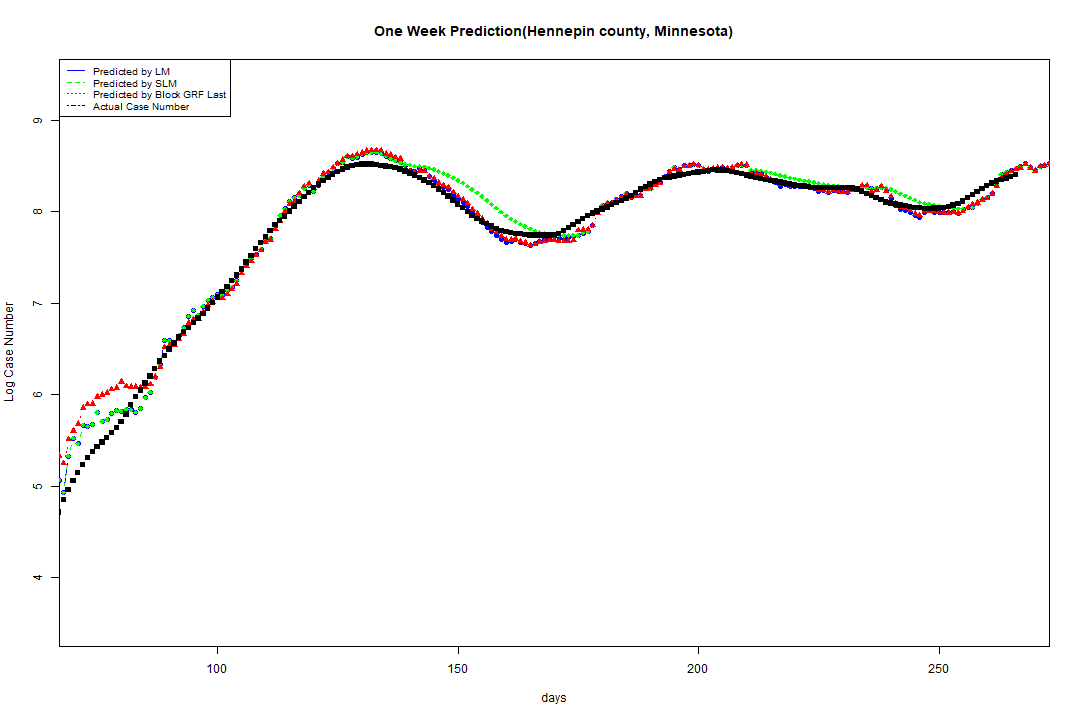 One Week Prediction(Hennepin county, Minnesota)
Predicted by LM
Predicted by SLM
Predicted by Block GRF Last
Actual Case Number
9
8
7
6
5
4
Log Case Number
100 150 200 250
days